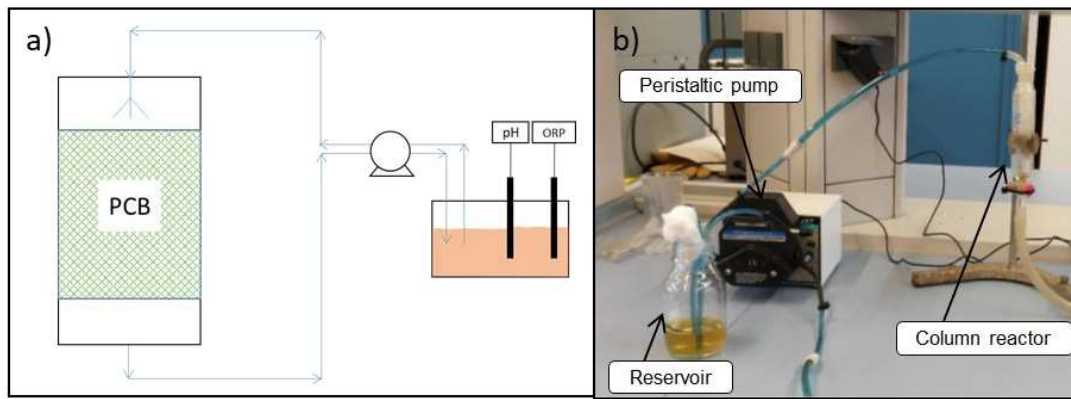 a)
PCB
pH
ORP
b)
Peristaltic pump
Reservoir
Column reactor